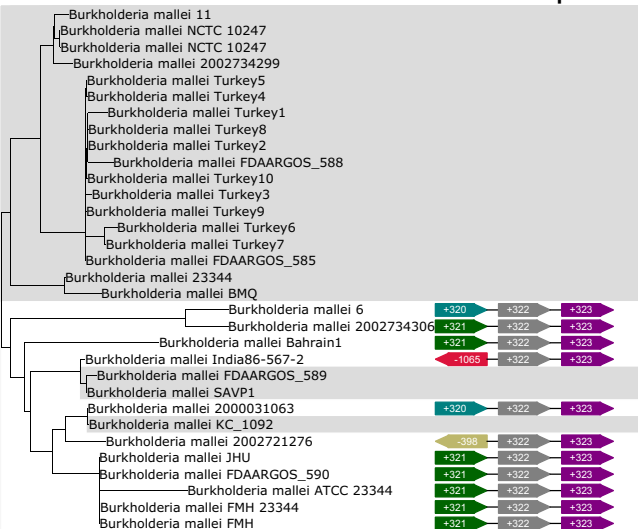 Burkholderia mallei 11
Burkholderia mallei NCTC 10247
Burkholderia mallei NCTC 10247
Burkholderia mallei 2002734299
Burkholderia mallei Turkey5
Burkholderia mallei Turkey4
Burkholderia mallei Turkey1
Burkholderia mallei Turkey8
Burkholderia mallei Turkey2
Burkholderia mallei FDAARGOS_588
Burkholderia mallei Turkey10
Burkholderia mallei Turkey3
Burkholderia mallei Turkey9
Burkholderia mallei Turkey6
Burkholderia mallei Turkey7
Burkholderia mallei FDAARGOS_585
Burkholderia mallei 23344
Burkholderia mallei BMQ
Burkholderia mallei 6 +320 +322 +323
Burkholderia mallei 2002734306 +321 +322 +323
Burkholderia mallei Bahrain1 +321 +322 +323
Burkholderia mallei India86-567-2 -1065 +322 +323
Burkholderia mallei FDAARGOS_589
Burkholderia mallei SAVP1
Burkholderia mallei 2000031063 +320 +322 +323
Burkholderia mallei KC_1092
Burkholderia mallei 2002721276 -398 +322 +323
Burkholderia mallei JHU +321 +322 +323
Burkholderia mallei FDAARGOS_590 +321 +322 +323
Burkholderia mallei ATCC 23344 +321 +322 +323
Burkholderia mallei FMH 23344 +321 +322 +323
Burkholderia mallei FMH +321 +322 +323